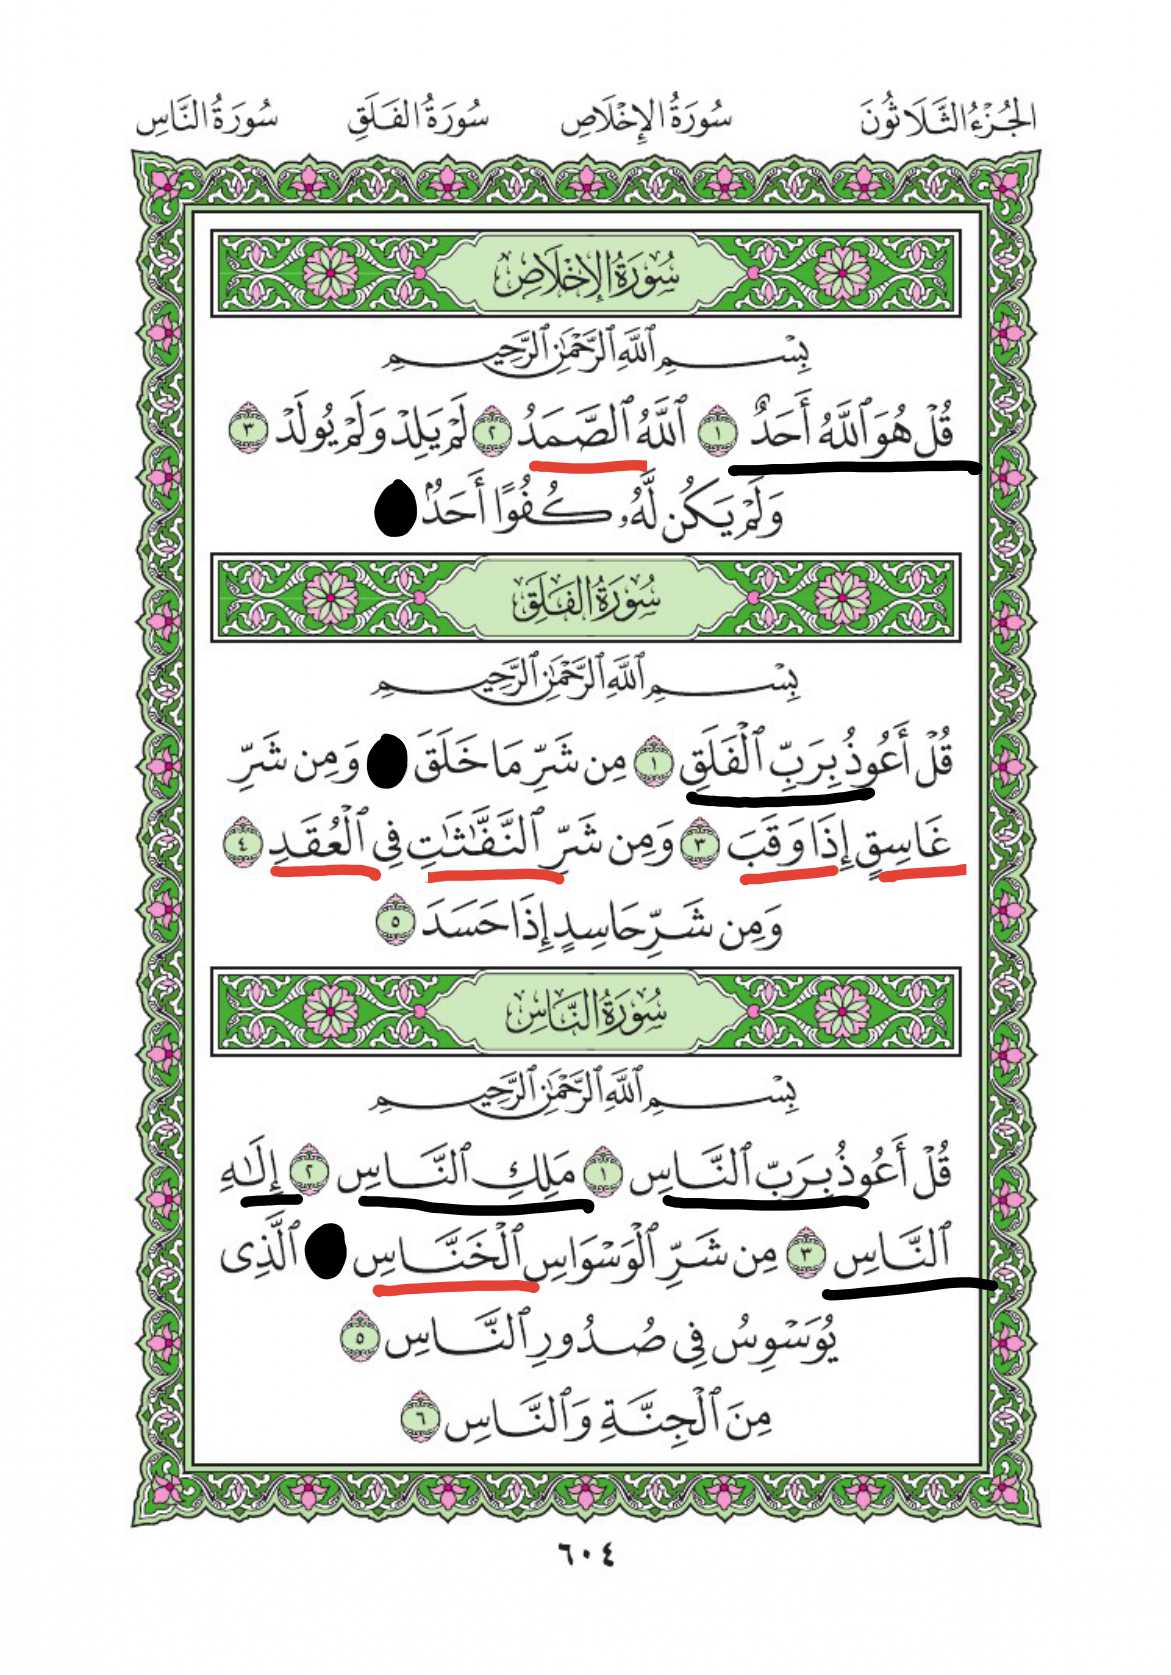 الجُزْءُ الثَّلَاثُونَ سُورَةُ الإِخْلَاصِ سُورَةُ الفَلَقِ سُورَةُ النَّاسِ
سُورَةُ الإِخْلَاصِ
بِسْمِ ٱللَّهِ ٱلرَّحْمَٰنِ ٱلرَّحِيمِ
قُلْ هُوَ ٱللَّهُ أَحَدٌ ١ ٱللَّهُ ٱلصَّمَدُ ٢ لَمْ يَلِدْ وَلَمْ يُولَدْ ٣
وَلَمْ يَكُن لَّهُۥ كُفُوًا أَحَدٌۢ
سُورَةُ الفَلَقِ
بِسْمِ ٱللَّهِ ٱلرَّحْمَٰنِ ٱلرَّحِيمِ
قُلْ أَعُوذُ بِرَبِّ ٱلْفَلَقِ ١ مِن شَرِّ مَا خَلَقَ وَمِن شَرِّ
غَاسِقٍ إِذَا وَقَبَ ٣ وَمِن شَرِّ ٱلنَّفَّٰثَٰتِ فِى ٱلْعُقَدِ ٤
وَمِن شَرِّ حَاسِدٍ إِذَا حَسَدَ ٥
سُورَةُ النَّاسِ
بِسْمِ ٱللَّهِ ٱلرَّحْمَٰنِ ٱلرَّحِيمِ
قُلْ أَعُوذُ بِرَبِّ ٱلنَّاسِ ١ مَلِكِ ٱلنَّاسِ ٢ إِلَٰهِ
ٱلنَّاسِ ٣ مِن شَرِّ ٱلْوَسْوَاسِ ٱلْخَنَّاسِ ٱلَّذِى
يُوَسْوِسُ فِى صُدُورِ ٱلنَّاسِ ٥
مِنَ ٱلْجِنَّةِ وَٱلنَّاسِ ٦
٦٠٤